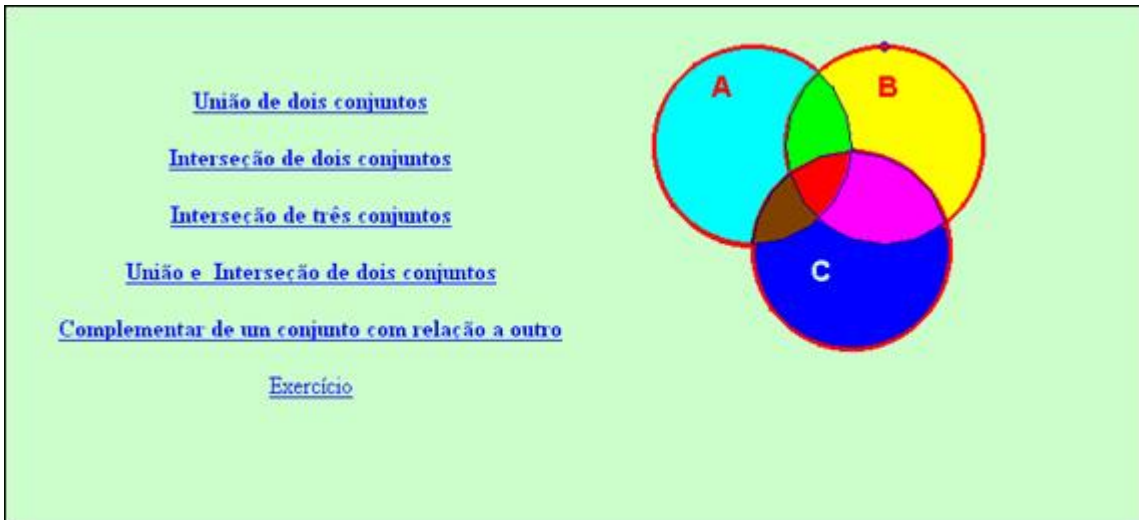 União de dois conjuntos
Interseção de dois conjuntos
Interseção de três conjuntos
União e Interseção de dois conjuntos
Complementar de um conjunto com relação a outro
Exercício
A
B
C